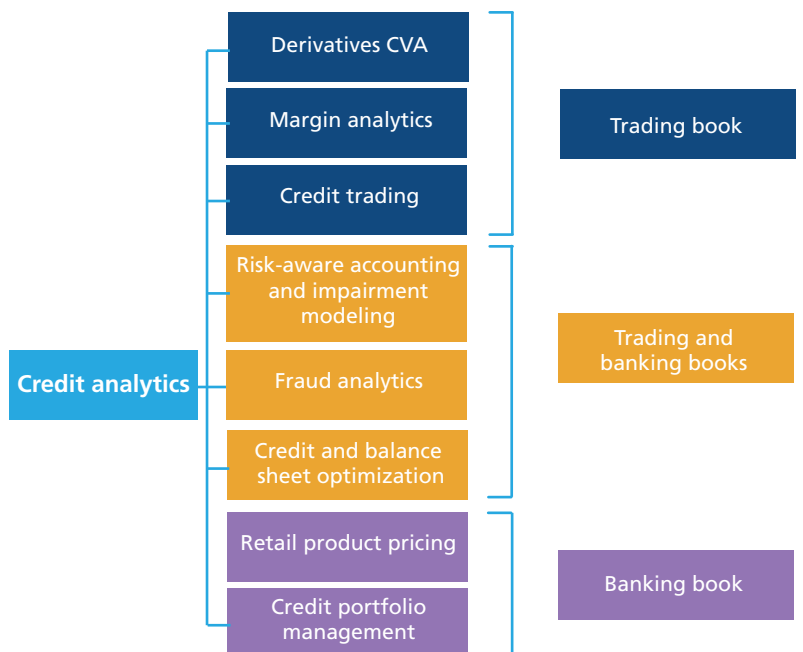 Derivatives CVA
Margin analytics
Trading book
Credit trading
Risk-aware accounting
and impairment
modeling
Trading and
banking books
Credit analytics
Fraud analytics
Credit and balance
sheet optimization
Retail product pricing
Banking book
Credit portfolio
management